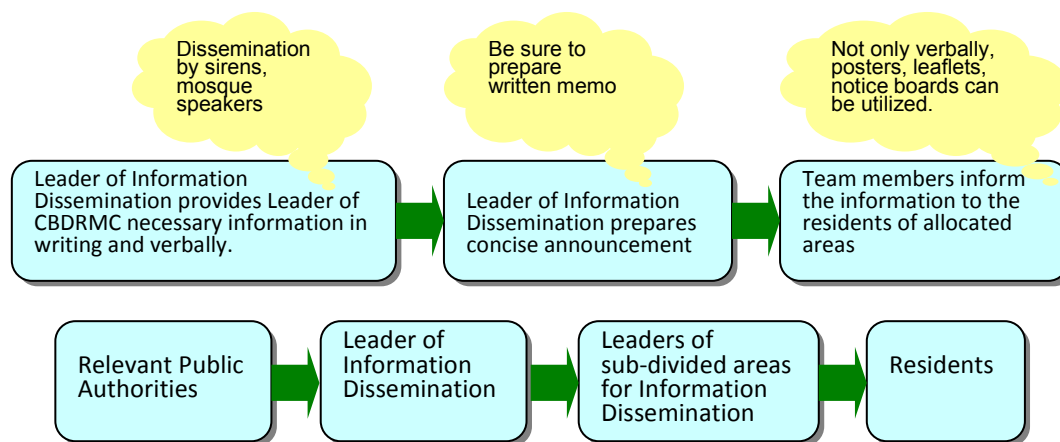 Dissemination
by sirens,
mosque
speakers
Be sure to
prepare
written memo
Not only verbally,
posters, leaflets,
notice boards can
be utilized.
Leader of Information
Dissemination provides Leader of
CBDRMC necessary information in
writing and verbally.
Leader of Information
Dissemination prepares
concise announcement
Team members inform
the information to the
residents of allocated
areas
Relevant Public
Authorities
Leader of
Information
Dissemination
Leaders of
sub-divided areas
for Information
Dissemination
Residents